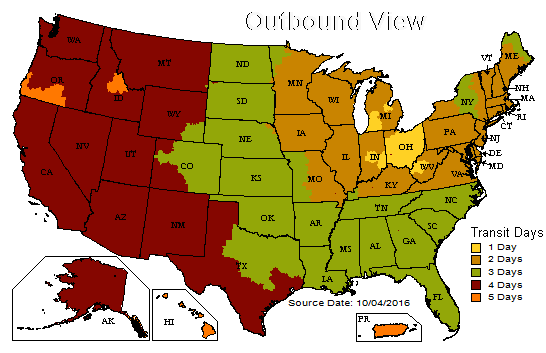 Outbound View
WA
OR
CA
NV
ID
MT
WY
UT
AZ
CO
NM
ND
SD
NE
KS
OK
TX
MN
IA
MO
AR
LA
WI
IL
MI
IN
OH
KY
TN
MS
AL
GA
FL
SC
NC
VA
WV
PA
NY
VT
ME
NH
MA
RI
CT
NJ
DE
MD
AK
HI
PR
Transit Days
1 Day
2 Days
3 Days
4 Days
5 Days
Source Date: 10/04/2016